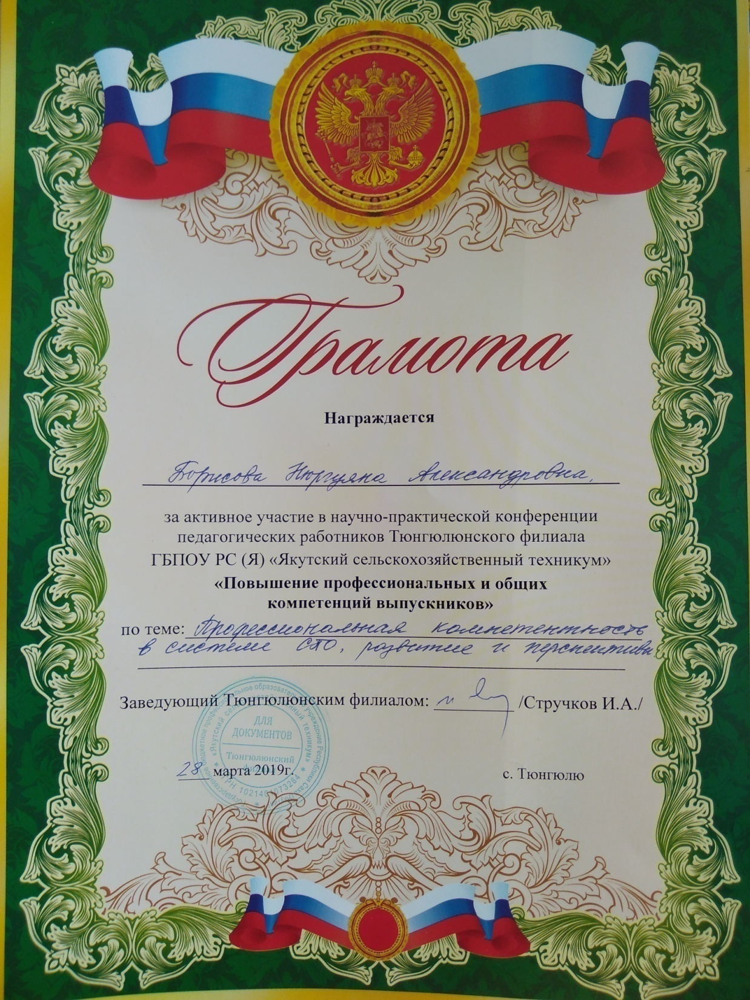 Грамота
Награждается
Борисова Нюргуяна Александровна,
за активное участие в научно-практической конференции
педагогических работников Тюнгюлюнского филиала
ГБПОУ РС (Я) «Якутский сельскохозяйственный техникум»
«Повышение профессиональных и общих
компетенций выпускников»
по теме: Профессиональная компетентность
в системе СПО, развитие и перспективы
Заведующий Тюнгюлюнским филиалом: /Стручков И.А./
ДЛЯ
ДОКУМЕНТОВ
Тюнгюлюнский
28 марта 2019г.
с. Тюнгюлю